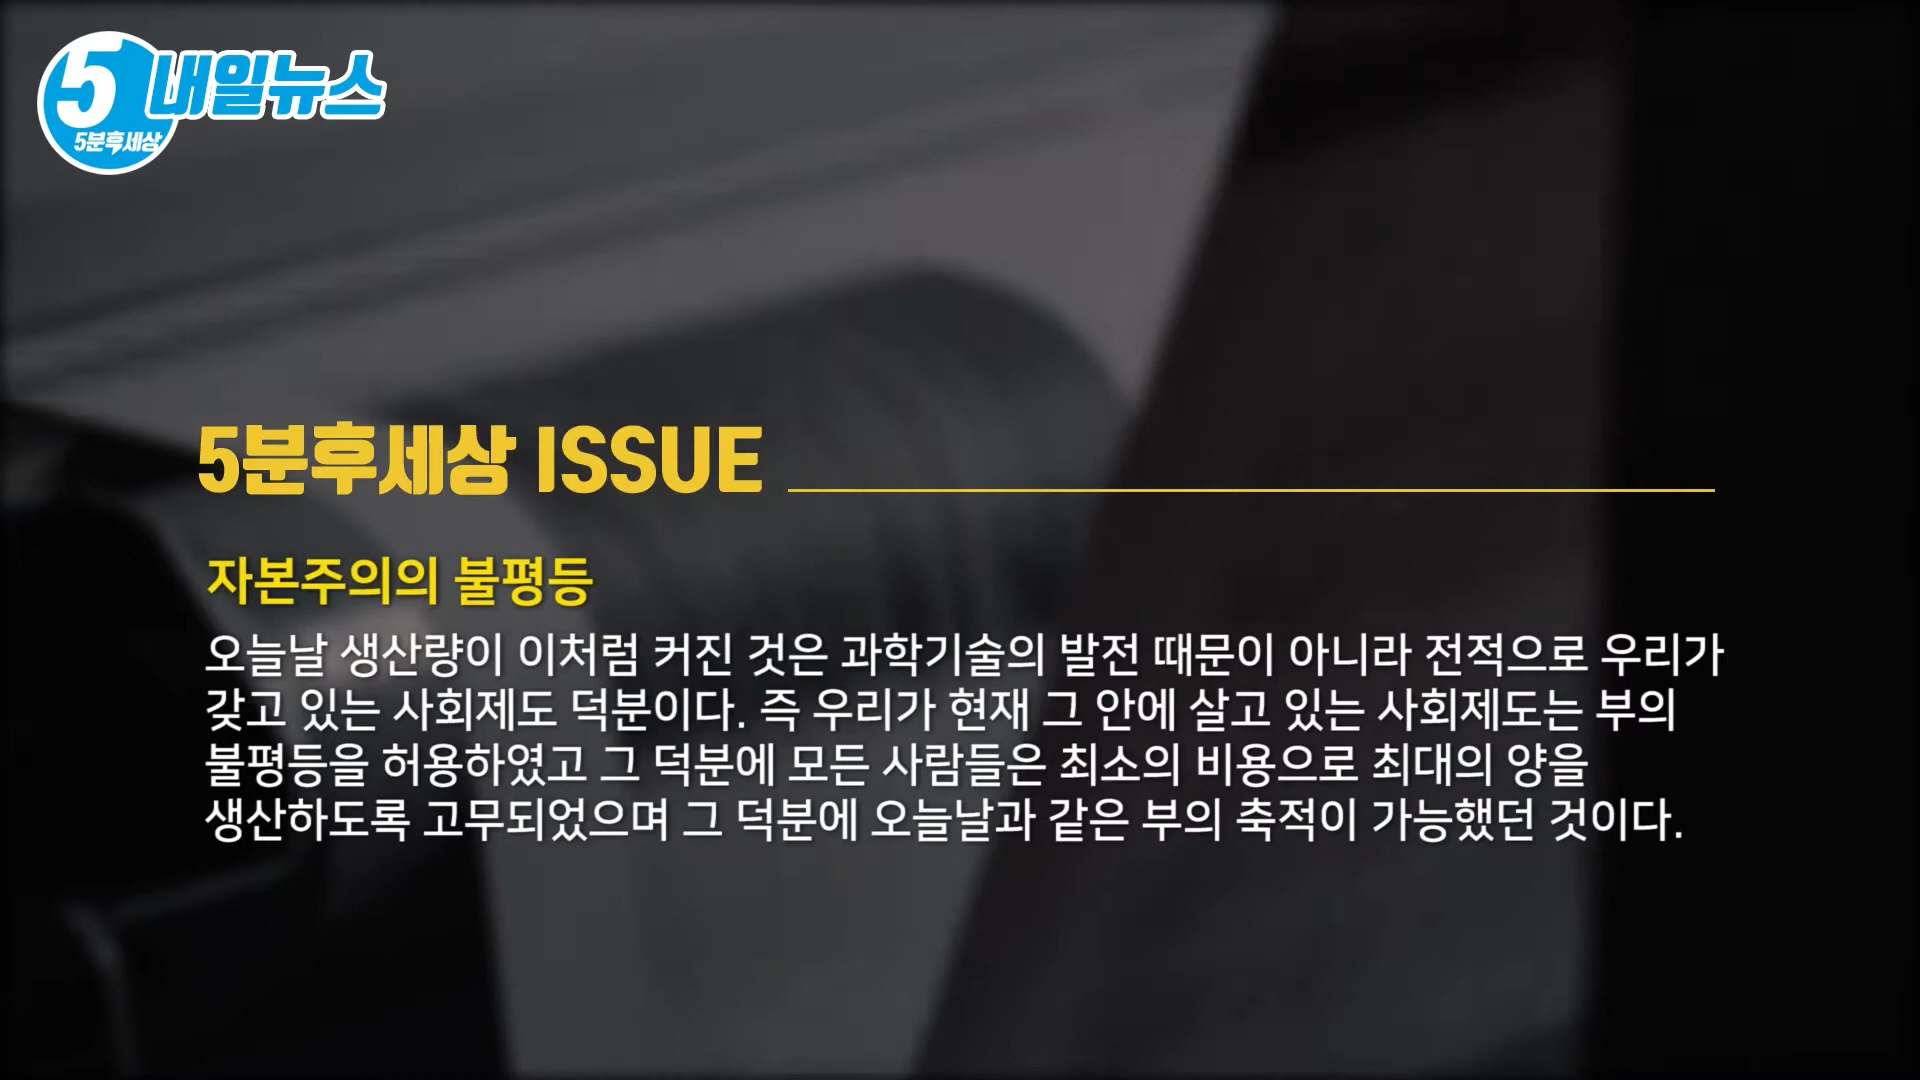 5 내일뉴스
5분후세상
5분후세상 ISSUE
자본주의의 불평등
오늘날 생산량이 이처럼 커진 것은 과학기술의 발전 때문이 아니라 전적으로 우리가
갖고 있는 사회제도 덕분이다. 즉 우리가 현재 그 안에 살고 있는 사회제도는 부의
불평등을 허용하였고 그 덕분에 모든 사람들은 최소의 비용으로 최대의 양을
생산하도록 고무되었으며 그 덕분에 오늘날과 같은 부의 축적이 가능했던 것이다.